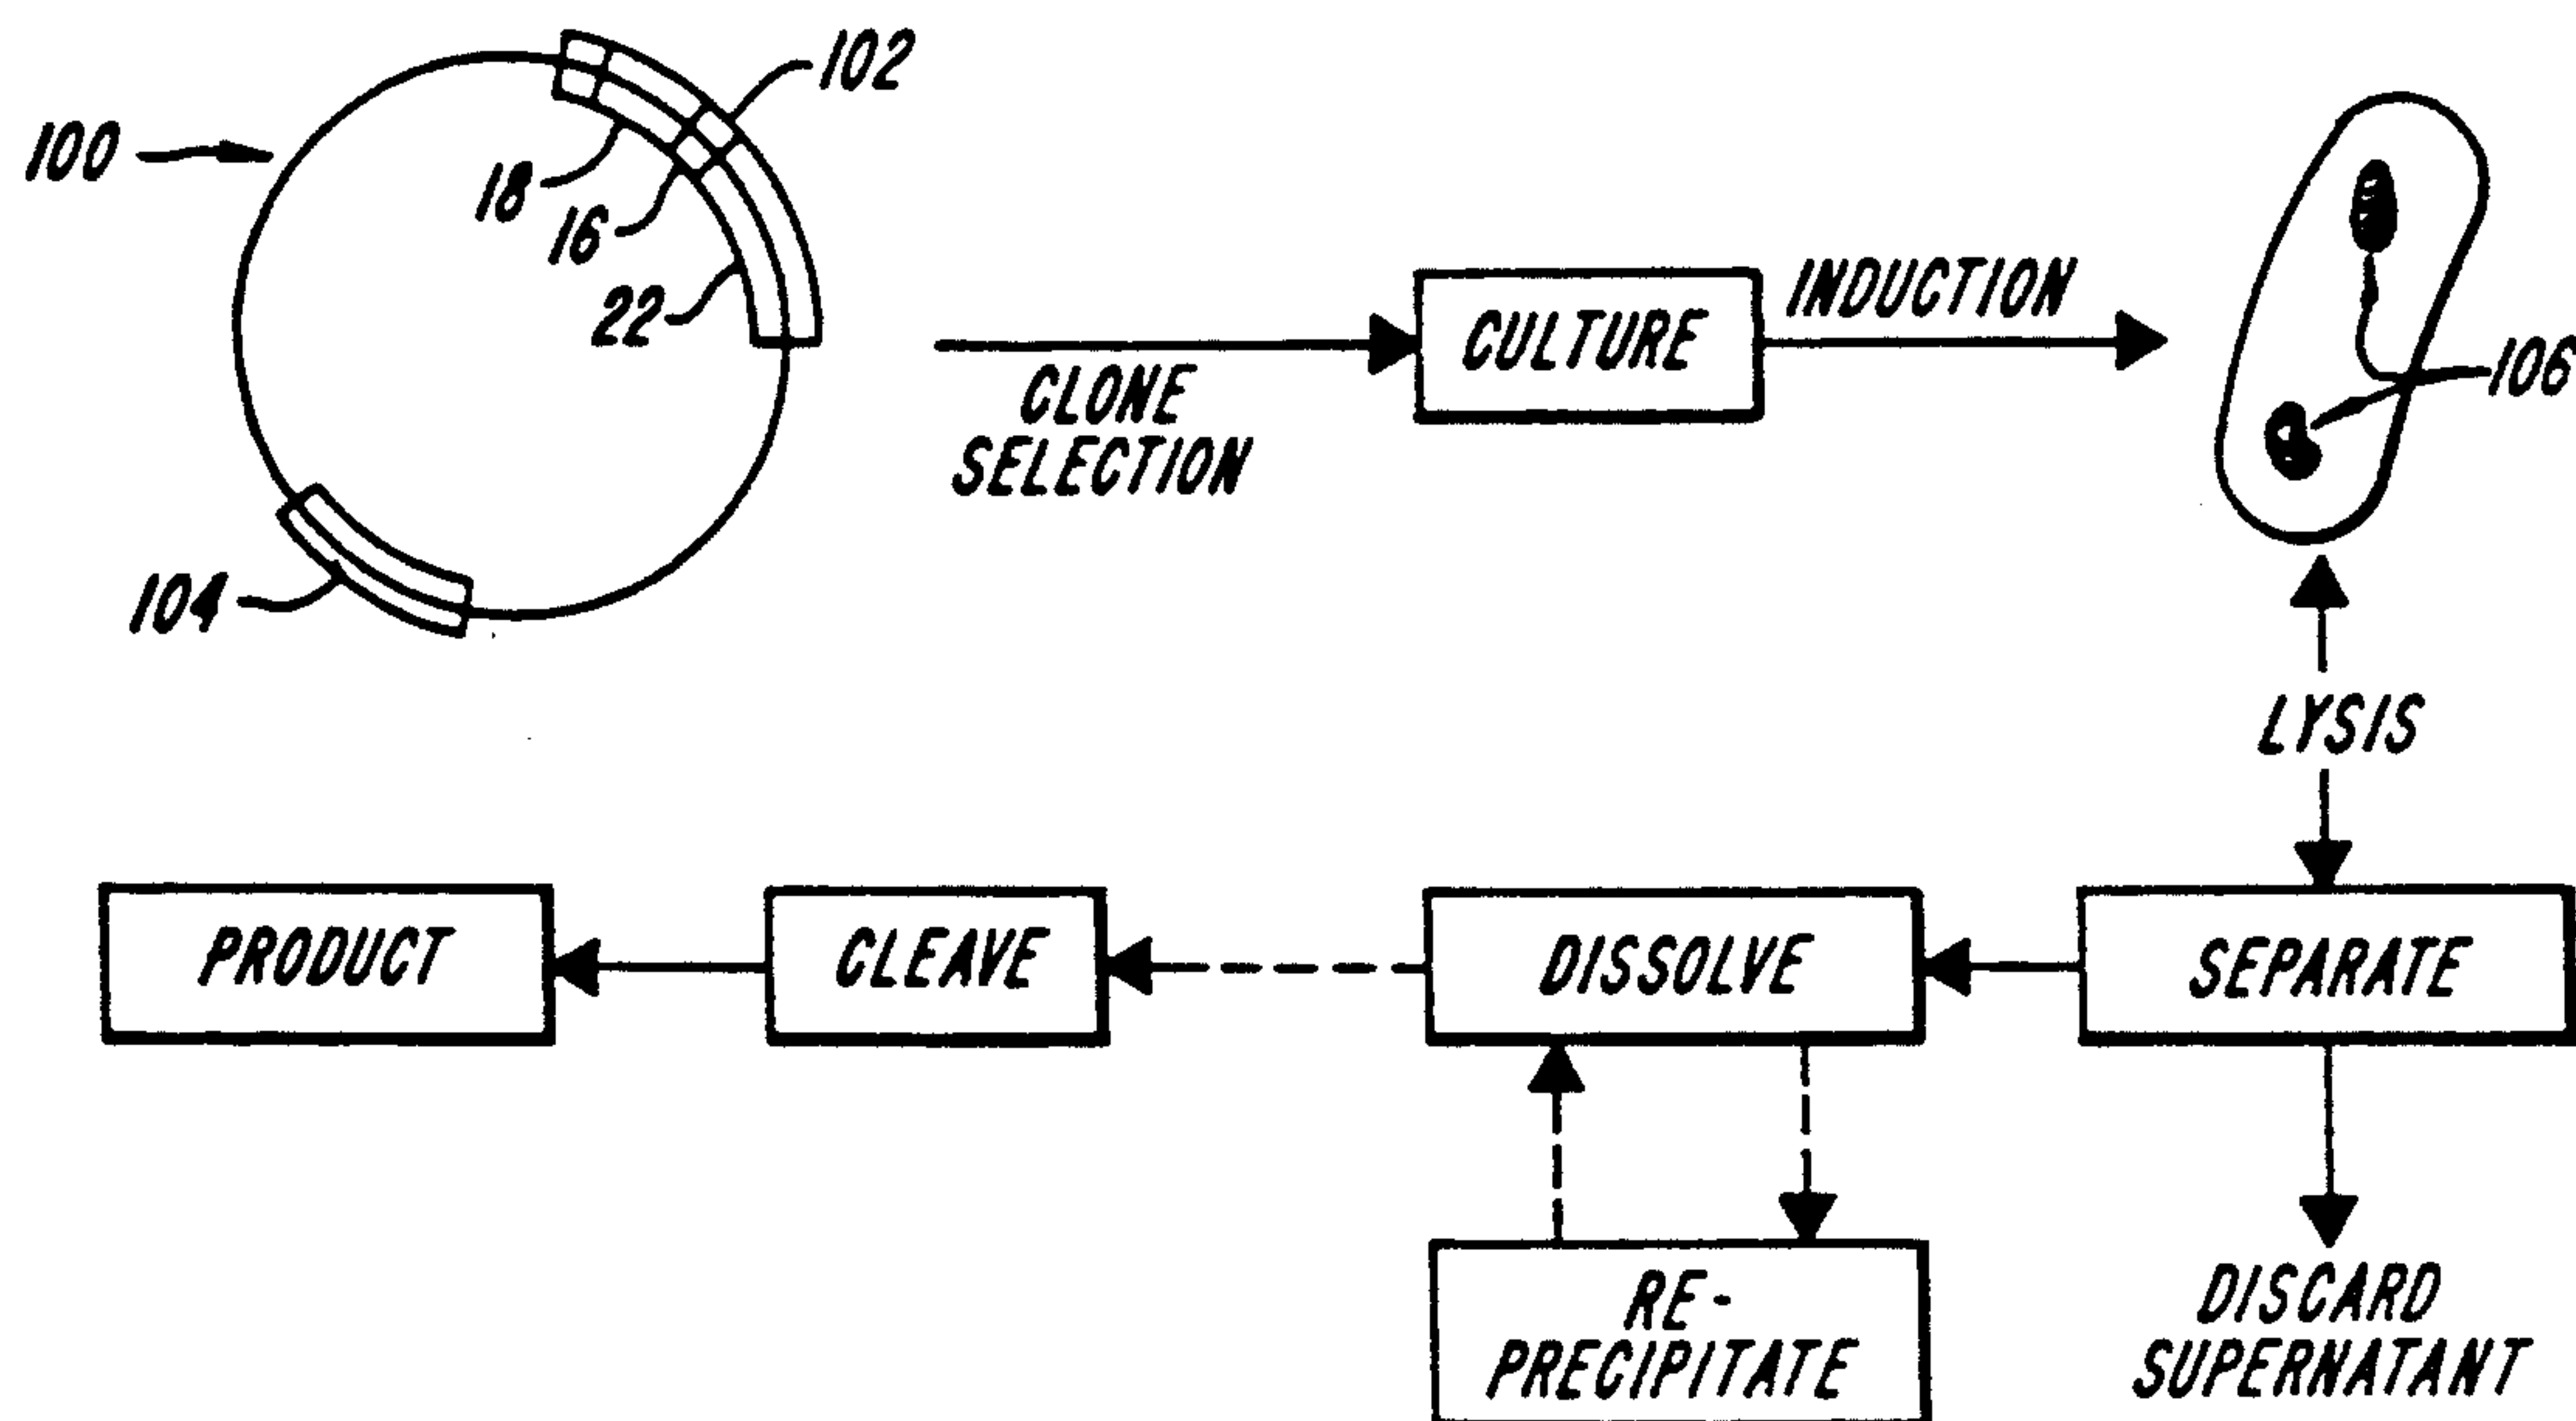 102
100
18
16
22
104
CLONE
SELECTION
CULTURE
INDUCTION
106
LYSIS
PRODUCT
CLEAVE
DISSOLVE
SEPARATE
RE-
PRECIPITATE
DISCARD
SUPERNATANT